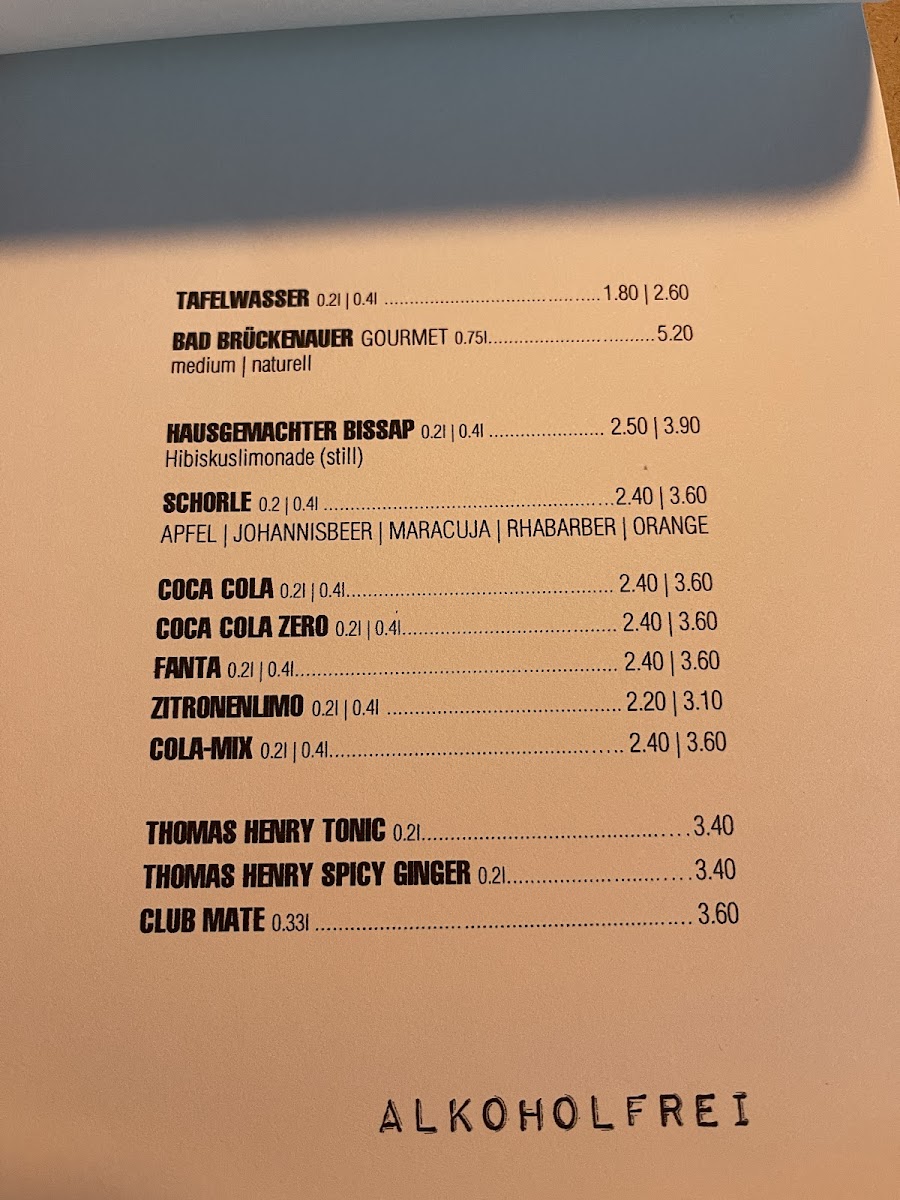 TAFELWASSER 0.2l | 0.4l ........................................ 1.80 | 2.60
BAD BRÜCKENAUER GOURMET 0.75l................................ 5.20
medium | naturell
HAUSGEMACHTER BISSAP 0.2l | 0.4l ...................... 2.50 | 3.90
Hibiskuslimonade (still)
SCHORLE 0.2 | 0.4l ...................................................... 2.40 | 3.60
APFEL | JOHANNISBEER | MARACUJA | RHABARBER | ORANGE
COCA COLA 0.2l | 0.4l................................................... 2.40 | 3.60
COCA COLA ZERO 0.2l | 0.4l......................................... 2.40 | 3.60
FANTA 0.2l | 0.4l............................................................. 2.40 | 3.60
ZITRONENLIMO 0.2l | 0.4l ............................................ 2.20 | 3.10
COLA-MIX 0.2l | 0.4l....................................................... 2.40 | 3.60
THOMAS HENRY TONIC 0.2l.................................................. 3.40
THOMAS HENRY SPICY GINGER 0.2l.................................. 3.40
CLUB MATE 0.33l ..................................................................... 3.60
ALKOHOLFREI